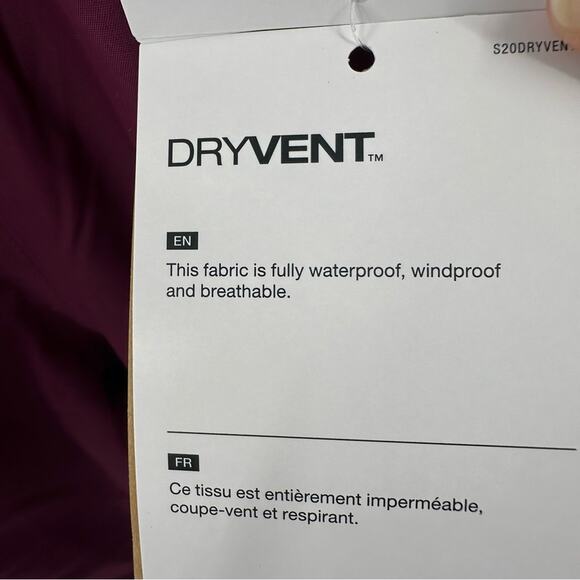 S20DRYVEN
DRYVENT™
EN
This fabric is fully waterproof, windproof
and breathable.
FR
Ce tissu est entièrement imperméable,
coupe-vent et respirant.